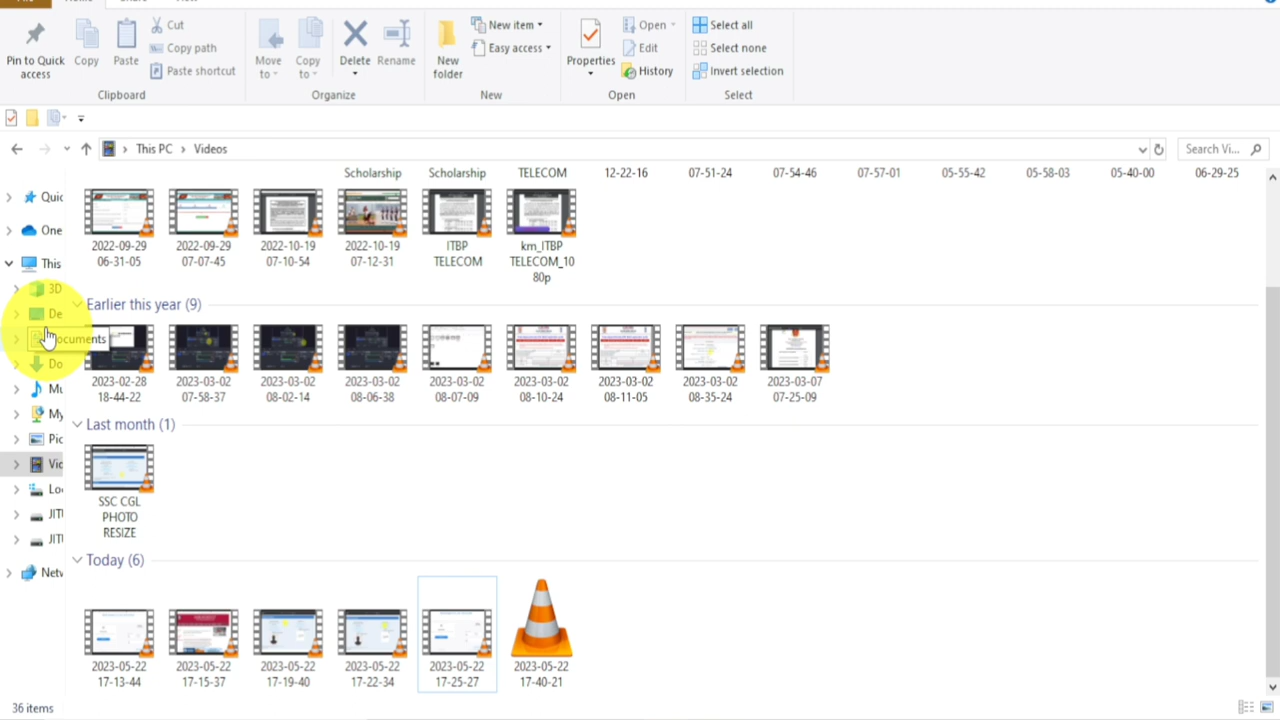 File Home Share View
Pin to Quick access
Copy
Paste
Cut
Copy path
Paste shortcut
Clipboard
Move to
Copy to
Delete
Rename
Organize
New folder
New item
Easy access
New
Properties
Open
Edit
History
Open
Select all
Select none
Invert selection
Select
This PC > Videos
Search Vi...
Quic
One
This
3D
De
Documents
Do
Mu
My
Pic
Vid
Lo
JITU
JITU
Netw
Scholarship
Scholarship
TELECOM
12-22-16
07-51-24
07-54-46
07-57-01
05-55-42
05-58-03
05-40-00
06-29-25
2022-09-29
06-31-05
2022-09-29
07-07-45
2022-10-19
07-10-54
2022-10-19
07-12-31
ITBP
TELECOM
km_ITBP
TELECOM_10
80p
Earlier this year (9)
2023-02-28
18-44-22
2023-03-02
07-58-37
2023-03-02
08-02-14
2023-03-02
08-06-38
2023-03-02
08-07-09
2023-03-02
08-10-24
2023-03-02
08-11-05
2023-03-02
08-35-24
2023-03-07
07-25-09
Last month (1)
SSC CGL
PHOTO
RESIZE
Today (6)
2023-05-22
17-13-44
2023-05-22
17-15-37
2023-05-22
17-19-40
2023-05-22
17-22-34
2023-05-22
17-25-27
2023-05-22
17-40-21
36 items